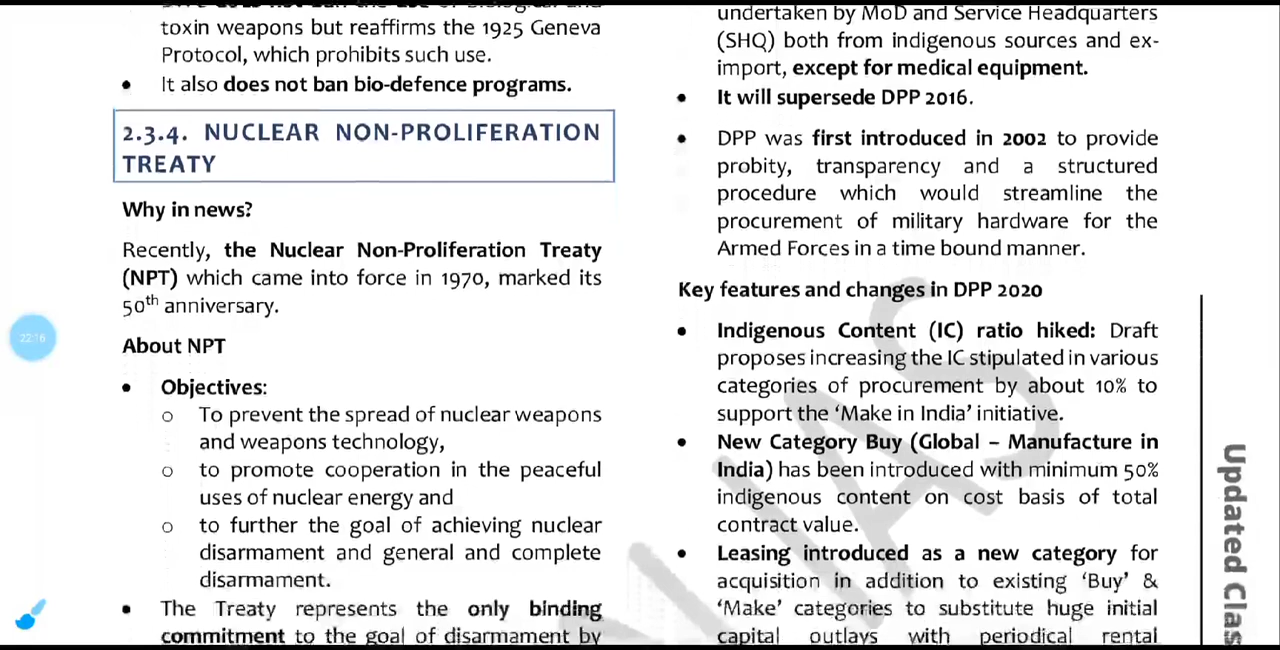 toxin weapons but reaffirms the 1925 Geneva
Protocol, which prohibits such use.
• It also does not ban bio-defence programs.
2.3.4. NUCLEAR NON-PROLIFERATION
TREATY
Why in news?
Recently, the Nuclear Non-Proliferation Treaty
(NPT) which came into force in 1970, marked its
50th anniversary.
About NPT
• Objectives:
o To prevent the spread of nuclear weapons
and weapons technology,
o to promote cooperation in the peaceful
uses of nuclear energy and
o to further the goal of achieving nuclear
disarmament and general and complete
disarmament.
• The Treaty represents the only binding
commitment to the goal of disarmament by
undertaken by MoD and Service Headquarters
(SHQ) both from indigenous sources and ex-
import, except for medical equipment.
• It will supersede DPP 2016.
• DPP was first introduced in 2002 to provide
probity, transparency and a structured
procedure which would streamline the
procurement of military hardware for the
Armed Forces in a time bound manner.
Key features and changes in DPP 2020
• Indigenous Content (IC) ratio hiked: Draft
proposes increasing the IC stipulated in various
categories of procurement by about 10% to
support the ‘Make in India’ initiative.
• New Category Buy (Global – Manufacture in
India) has been introduced with minimum 50%
indigenous content on cost basis of total
contract value.
• Leasing introduced as a new category for
acquisition in addition to existing ‘Buy’ &
‘Make’ categories to substitute huge initial
capital outlays with periodical rental
Updated Clas
22:16
IAS